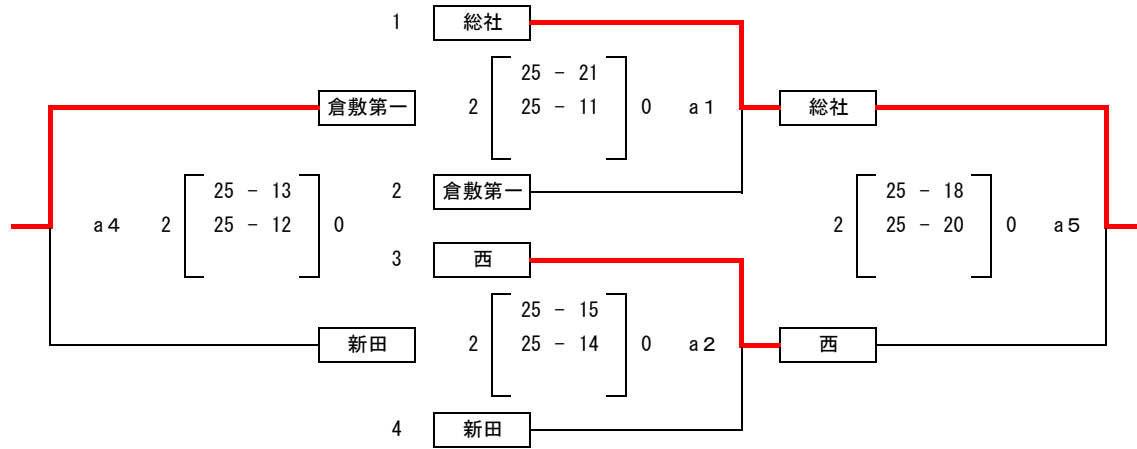 1 総社
25 － 21
2 25 － 11 0 a１
倉敷第一
総社
2 倉敷第一
25 － 13
a４ 2 25 － 12 0
25 － 18
2 25 － 20 0 a５
3 西
25 － 15
2 25 － 14 0 a２
新田
西
4 新田